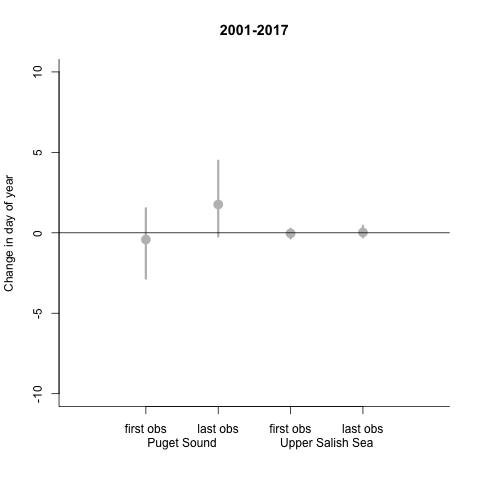 2001-2017
Change in day of year
10
5
0
-5
-10
first obs last obs first obs last obs
Puget Sound Upper Salish Sea